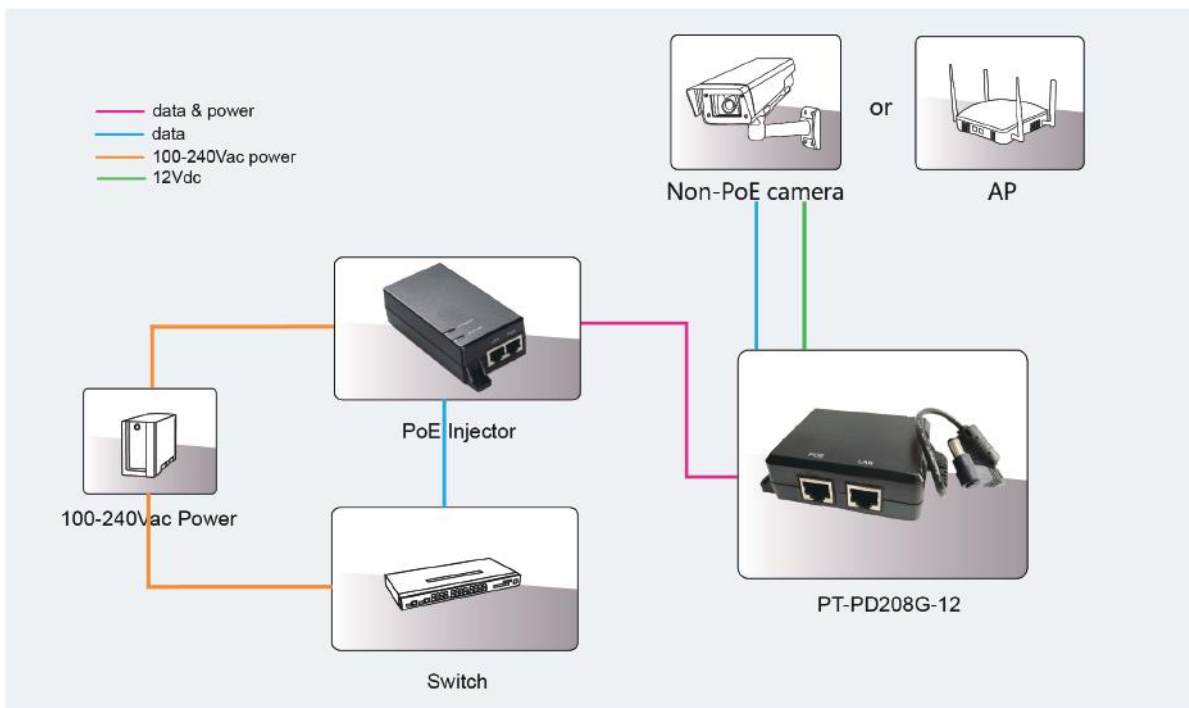 data & power
data
100-240Vac power
12Vdc
or
Non-PoE camera
AP
PoE Injector
100-240Vac Power
POE
LAN
PT-PD208G-12
Switch